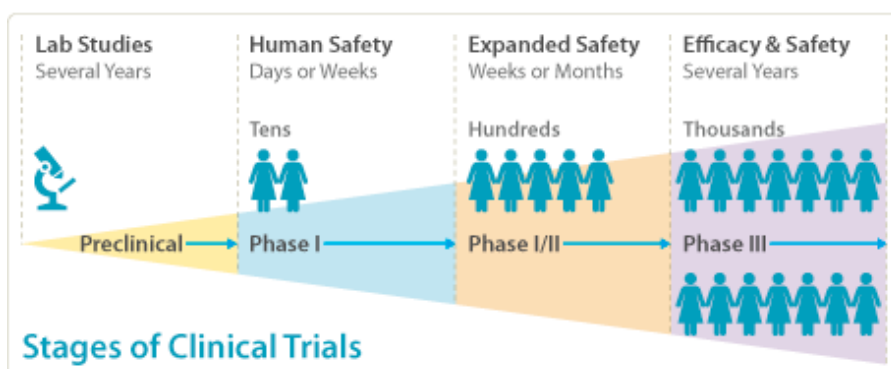 Lab Studies
Several Years
Human Safety
Days or Weeks
Expanded Safety
Weeks or Months
Efficacy & Safety
Several Years
Tens
Hundreds
Thousands
Preclinical
Phase I
Phase I/II
Phase III
Stages of Clinical Trials